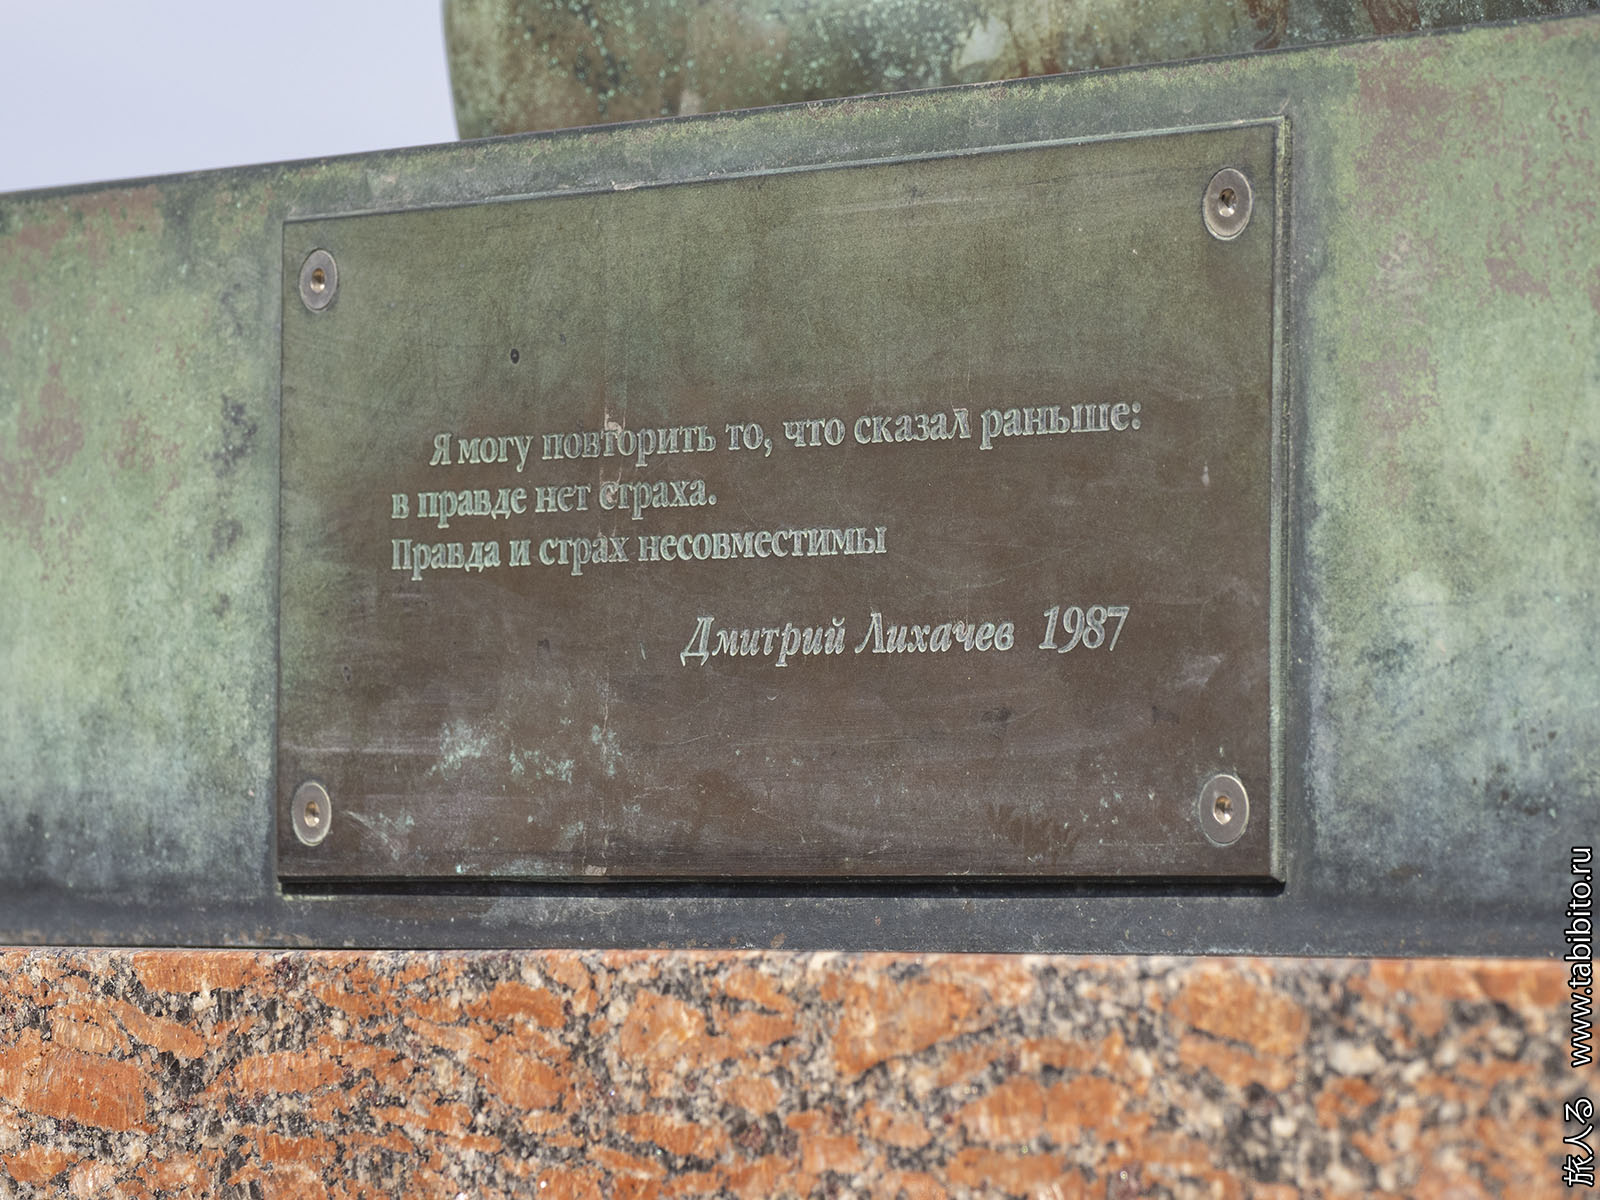 Я могу повторить то, что сказал раньше:
в правде нет страха.
Правда и страх несовместимы
Дмитрий Лихачев 1987
旅人る www.tabibito.ru